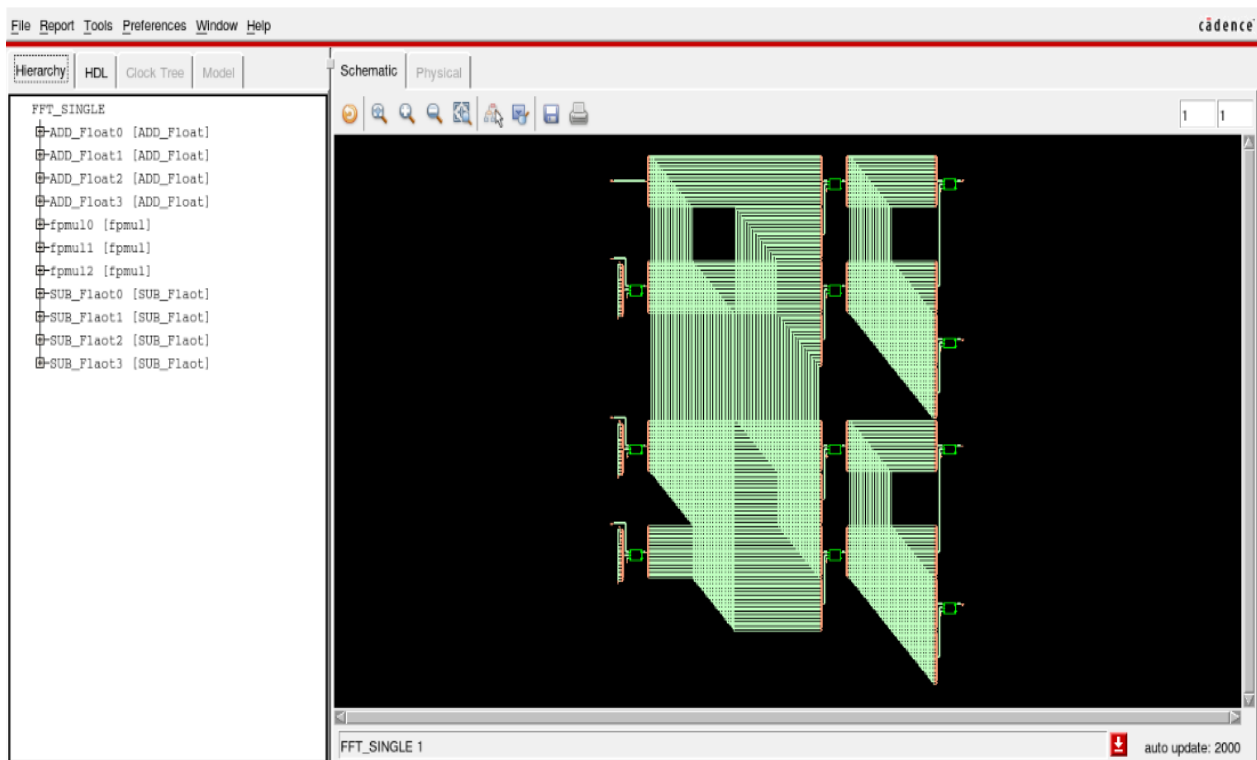 File Report Tools Preferences Window Help
cādence
Hierarchy HDL Clock Tree Model
Schematic Physical
1 1
FFT_SINGLE
ADD_Float0 [ADD_Float]
ADD_Float1 [ADD_Float]
ADD_Float2 [ADD_Float]
ADD_Float3 [ADD_Float]
fpmul0 [fpmul]
fpmul1 [fpmul]
fpmul2 [fpmul]
SUB_Flaot0 [SUB_Flaot]
SUB_Flaot1 [SUB_Flaot]
SUB_Flaot2 [SUB_Flaot]
SUB_Flaot3 [SUB_Flaot]
FFT_SINGLE 1
auto update: 2000